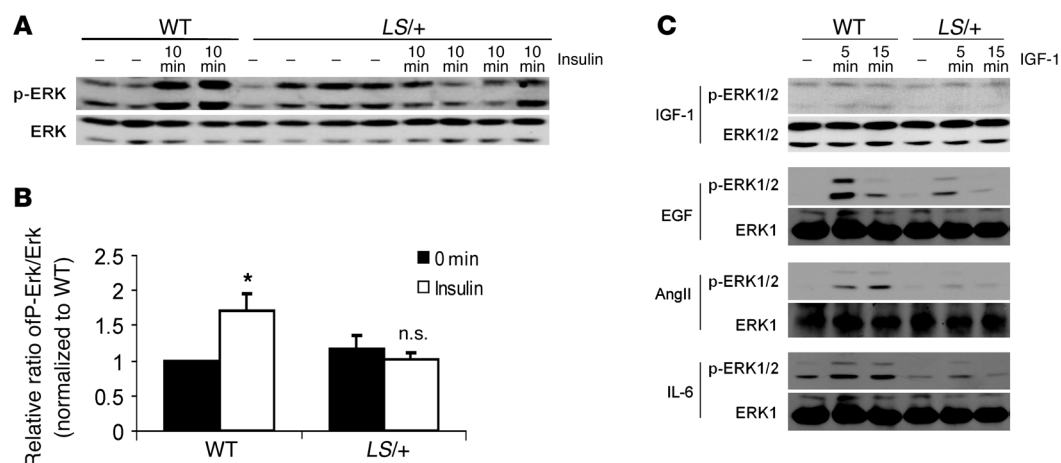 A
WT
LS/+
– – 10 min 10 min – – – – 10 min 10 min 10 min 10 min Insulin
p-ERK
ERK
B
Relative ratio ofP-Erk/Erk
(normalized to WT)
2.5
2
1.5
1
0.5
0
*
n.s.
0 min
Insulin
WT
LS/+
C
WT
LS/+
– 5 min 15 min – 5 min 15 min IGF-1
IGF-1
p-ERK1/2
ERK1/2
EGF
p-ERK1/2
ERK1
AngII
p-ERK1/2
ERK1
IL-6
p-ERK1/2
ERK1